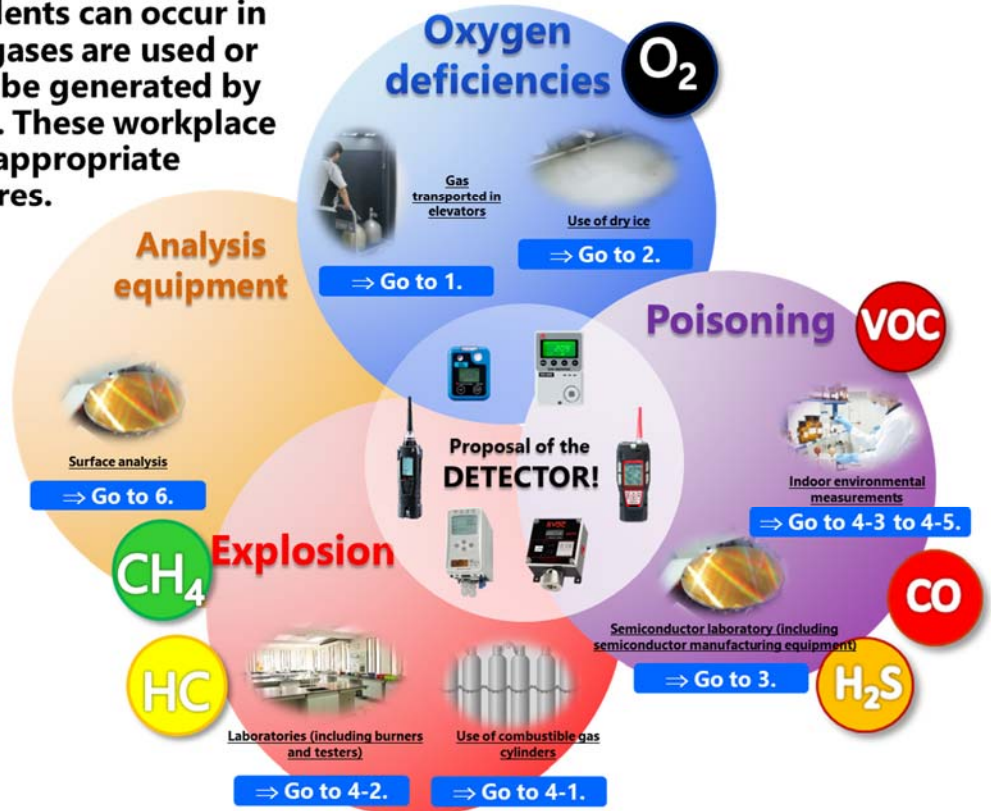 lents can occur in
gases are used or
be generated by
. These workplace
appropriate
res.
Oxygen
deficiencies
O2
Gas
transported in
elevators
⇒ Go to 1.
Use of dry ice
⇒ Go to 2.
Analysis
equipment
Surface analysis
⇒ Go to 6.
Poisoning
VOC
Indoor environmental
measurements
⇒ Go to 4-3 to 4-5.
Proposal of the
DETECTOR!
CH4
Explosion
CO
Semiconductor laboratory (including
semiconductor manufacturing equipment)
⇒ Go to 3.
H2S
HC
Laboratories (including burners
and testers)
⇒ Go to 4-2.
Use of combustible gas
cylinders
⇒ Go to 4-1.